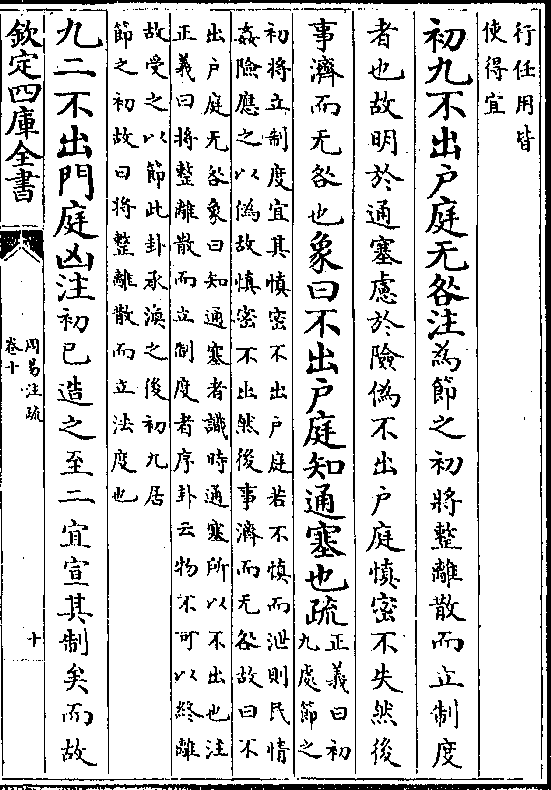 行任用皆
使得宜
初九不出户庭无咎注為節之初將整離散而立制度
者也故明於通塞慮於險偽不出户庭慎密不失然後
事濟而无咎也象曰不出户庭知通塞也疏正義曰初
九處節之
初將立制度宜其慎密不出户庭若不慎而泄則民情
姦險應之以偽故慎密不出然後事濟而无咎故曰不
出户庭无咎象曰知通塞者識時通塞所以不出也注
正義曰將整離散而立制度者序卦云物不可以終離
故受之以節此卦承渙之後初九居
節之初故曰將整離散而立法度也
九二不出門庭凶注初已造之至二宜宣其制矣而故
欽定四庫全書
周易注疏
卷十
十